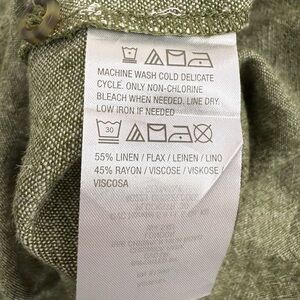 MACHINE WASH COLD DELICATE
CYCLE. ONLY NON-CHLORINE
BLEACH WHEN NEEDED, LINE DRY.
LOW IRON IF NEEDED
30
55% LINEN / FLAX / LEINEN / LINO
45% RAYON / VISCOSE / VISKOSE
VISCOSA